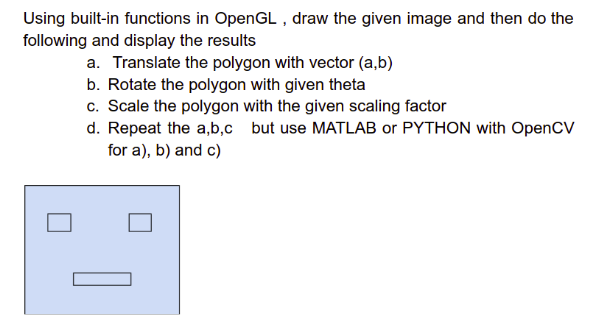 Using built-in functions in OpenGL , draw the given image and then do the
following and display the results
a. Translate the polygon with vector (a,b)
b. Rotate the polygon with given theta
c. Scale the polygon with the given scaling factor
d. Repeat the a,b,c but use MATLAB or PYTHON with OpenCV
for a), b) and c)